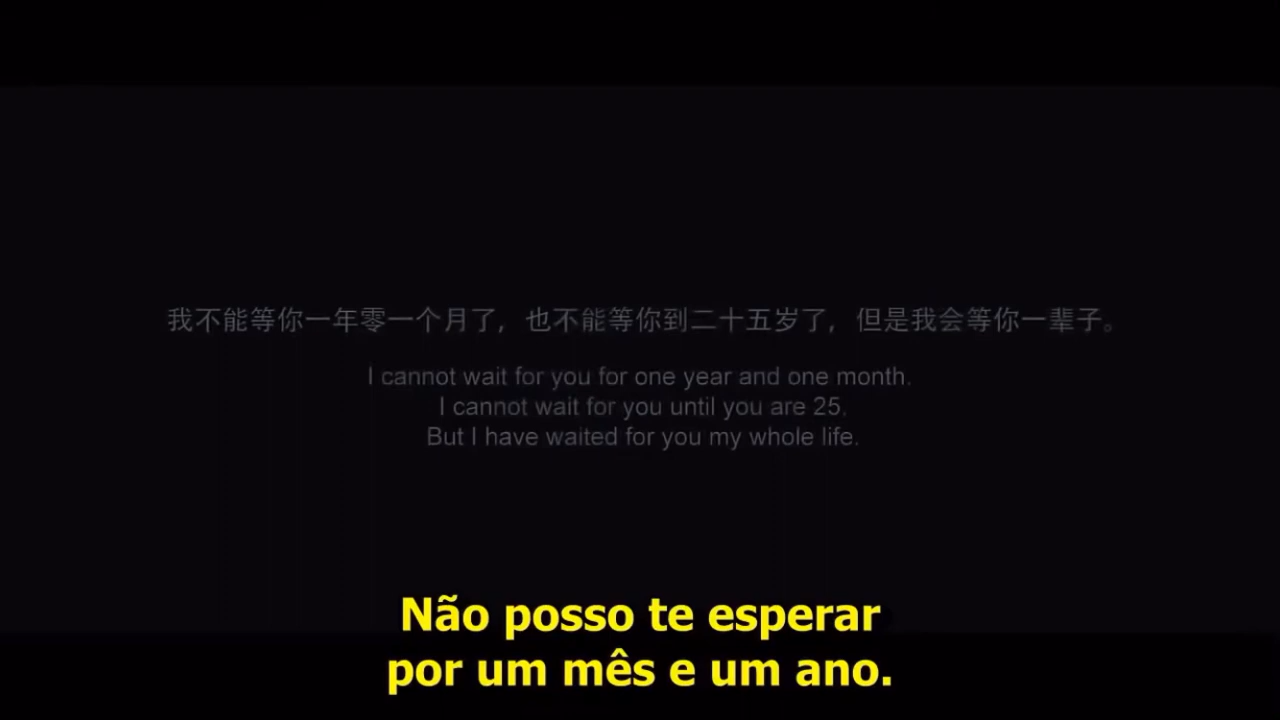 我不能等你一年零一个月了，也不能等你到二十五岁了，但是我会等你一辈子。
I cannot wait for you for one year and one month.
I cannot wait for you until you are 25.
But I have waited for you my whole life.
Não posso te esperar
por um mês e um ano.